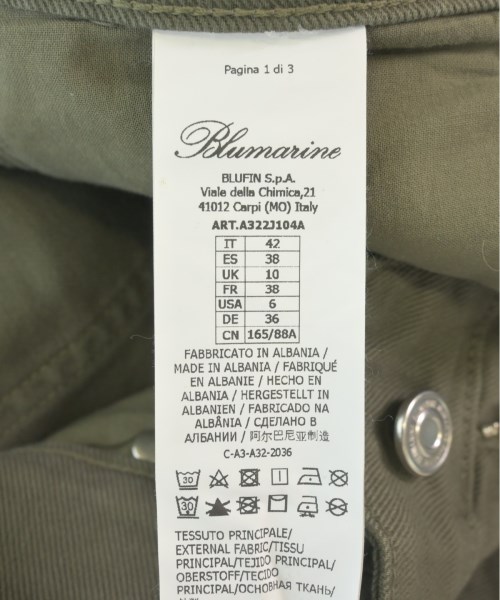 Pagina 1 di 3
Blumarine
BLUFIN S.p.A.
Viale della Chimica,21
41012 Carpi (MO) Italy
ART.A322J104A
IT 42
ES 38
UK 10
FR 38
USA 6
DE 36
CN 165/88A
FABBRICATO IN ALBANIA /
MADE IN ALBANIA / FABRIQUÉ
EN ALBANIE / HECHO EN
ALBANIA / HERGESTELLT IN
ALBANIEN / FABRICADO NA
ALBÂNIA / СДЕЛАНО В
АЛБАНИИ / 阿尔巴尼亚制造
C-A3-A32-2036
30
30
TESSUTO PRINCIPALE/
EXTERNAL FABRIC/TISSU
PRINCIPAL/TEJIDO PRINCIPAL/
OBERSTOFF/TECIDO
PRINCIPAL/ОСНОВНАЯ ТКАНЬ/